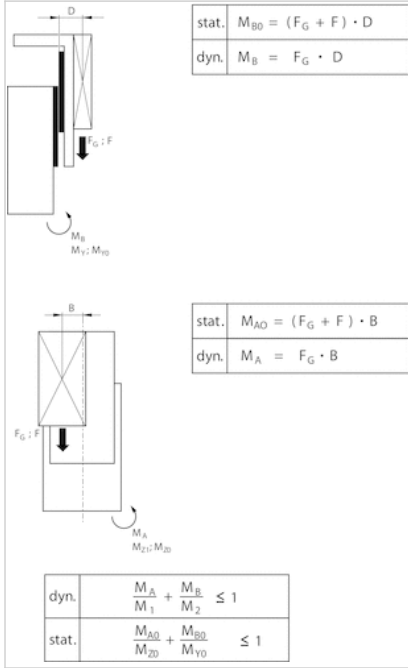 D
stat. M_B0 = (F_G + F) · D
dyn. M_B = F_G · D
F_G ; F
M_B
M_Y; M_Y0
B
stat. M_AO = (F_G + F) · B
dyn. M_A = F_G · B
F_G ; F
M_A
M_Z1; M_Z0
dyn. M_A/M_1 + M_B/M_2 ≤ 1
stat. M_A0/M_Z0 + M_B0/M_Y0 ≤ 1